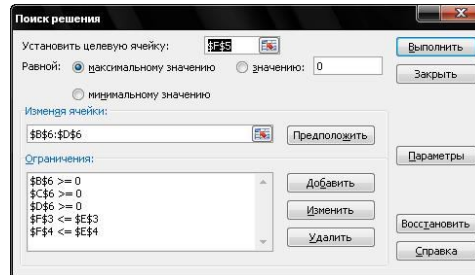 Поиск решения
Установить целевую ячейку: $F$5 Выполнить
Равной: максимальному значению значению: 0 Закрыть
минимальному значению
Изменяя ячейки:
$B$6:$D$6 Предположить
Ограничения: Параметры
$B$6 >= 0 Добавить
$C$6 >= 0
$D$6 >= 0 Изменить
$F$3 <= $E$3
$F$4 <= $E$4 Удалить
Восстановить
Справка